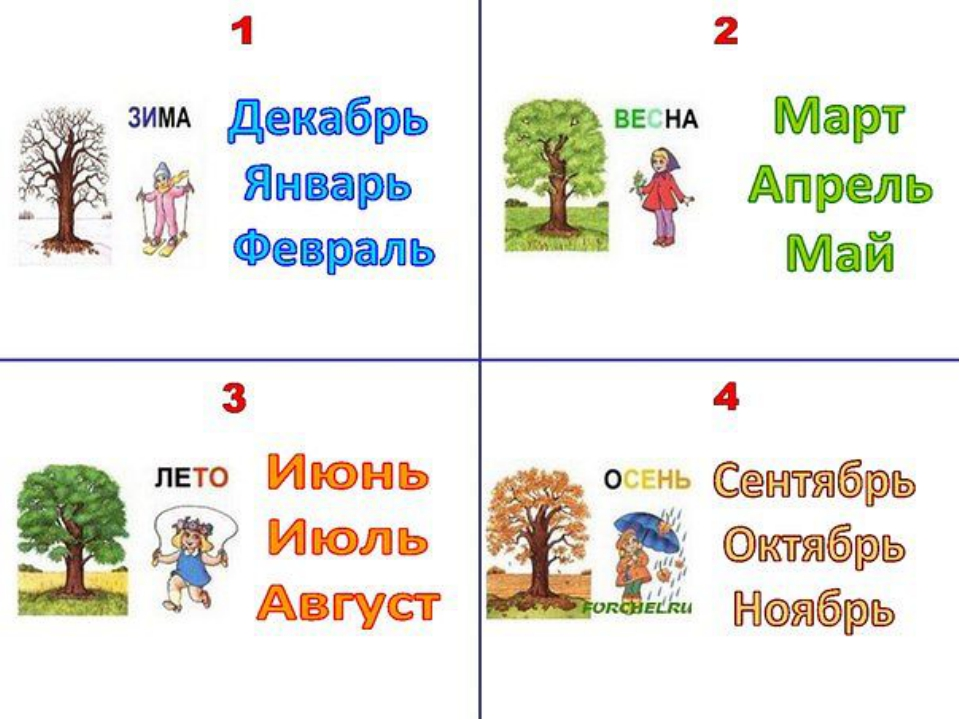 1
ЗИМА
Декабрь
Январь
Февраль
2
ВЕСНА
Март
Апрель
Май
3
ЛЕТО
Июнь
Июль
Август
4
ОСЕНЬ
Сентябрь
Октябрь
Ноябрь
FORCHEL.RU